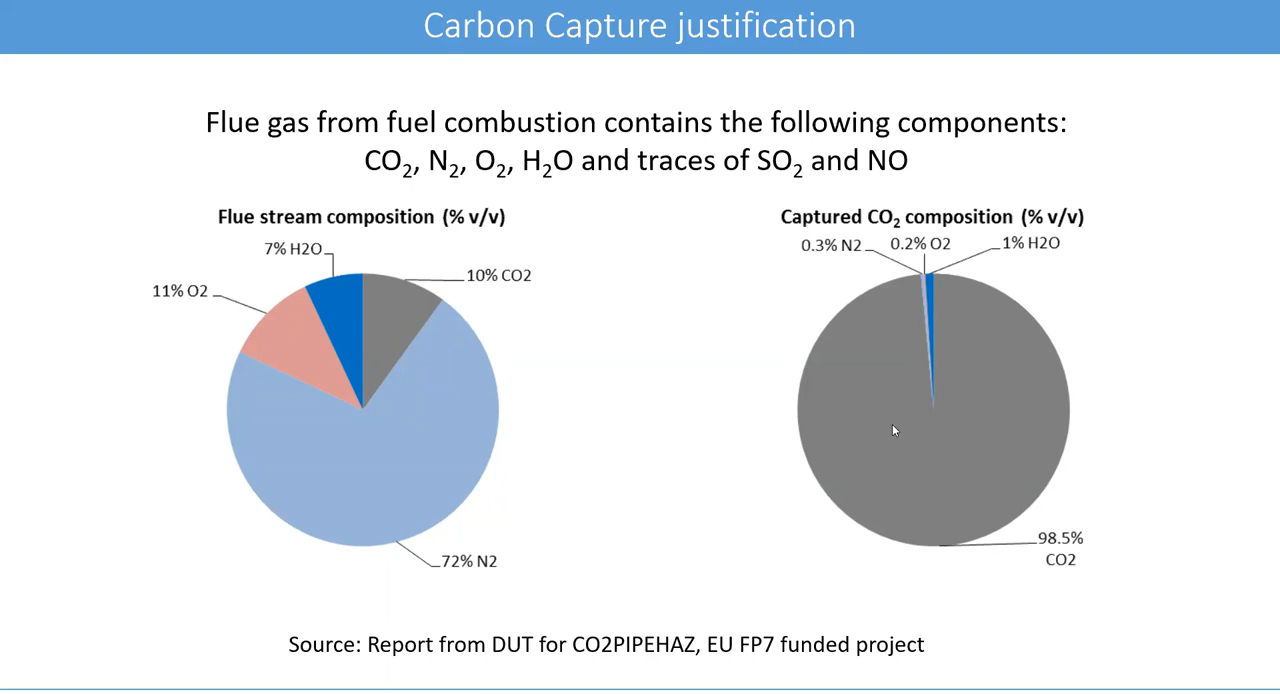 Carbon Capture justification
Flue gas from fuel combustion contains the following components:
CO₂, N₂, O₂, H₂O and traces of SO₂ and NO
Flue stream composition (% v/v)
7% H2O
10% CO2
11% O2
72% N2
Captured CO₂ composition (% v/v)
0.3% N2
0.2% O2
1% H2O
98.5%
CO2
Source: Report from DUT for CO2PIPEHAZ, EU FP7 funded project